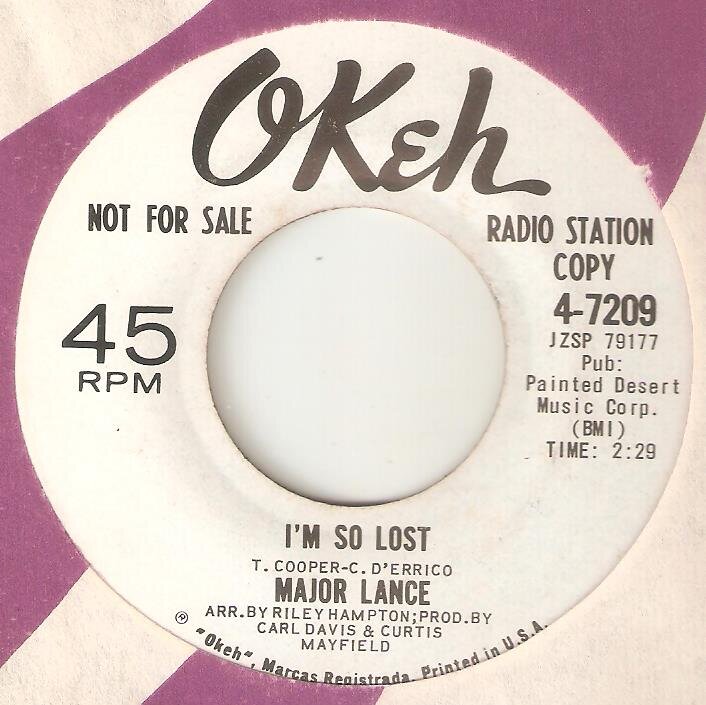 OKeh
NOT FOR SALE
RADIO STATION
COPY
45
RPM
4-7209
JZSP 79177
Pub:
Painted Desert
Music Corp.
(BMI)
TIME: 2:29
I'M SO LOST
T. COOPER-C. D'ERRICO
MAJOR LANCE
ARR. BY RILEY HAMPTON; PROD. BY
CARL DAVIS & CURTIS
MAYFIELD
℗ "Okeh", Marcas Registrada. Printed in U.S.A.